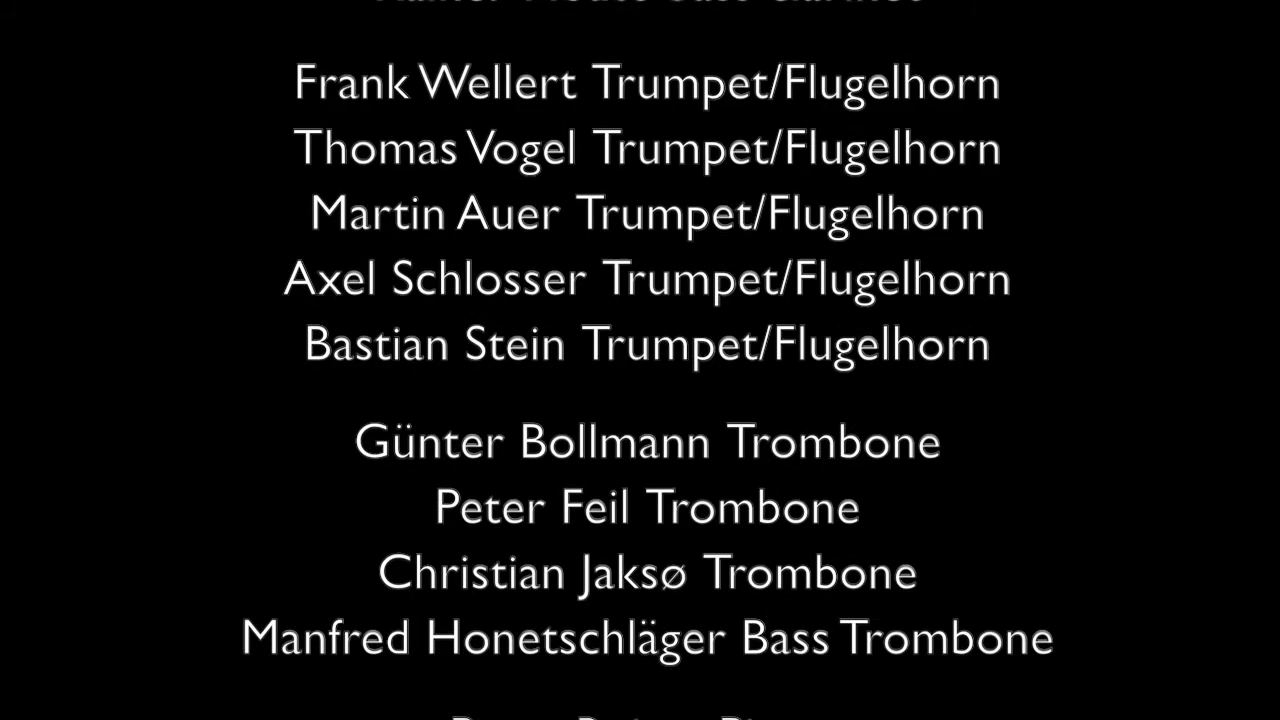 Frank Wellert Trumpet/Flugelhorn
Thomas Vogel Trumpet/Flugelhorn
Martin Auer Trumpet/Flugelhorn
Axel Schlosser Trumpet/Flugelhorn
Bastian Stein Trumpet/Flugelhorn
Günter Bollmann Trombone
Peter Feil Trombone
Christian Jaksø Trombone
Manfred Honetschläger Bass Trombone